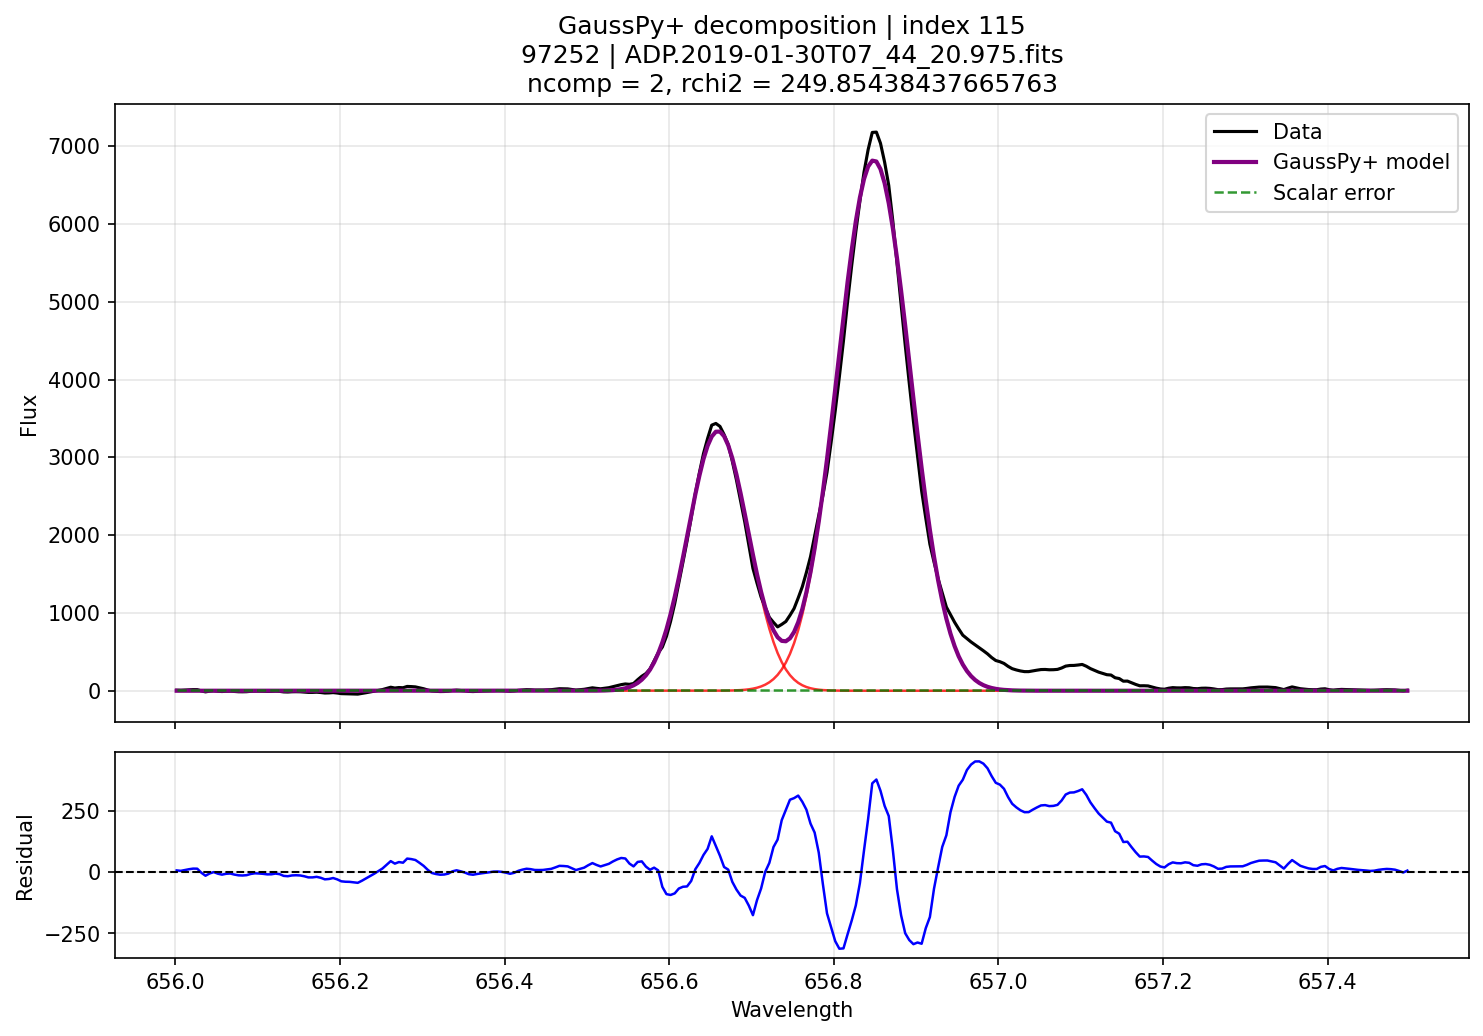 GaussPy+ decomposition | index 115
97252 | ADP.2019-01-30T07_44_20.975.fits
ncomp = 2, rchi2 = 249.85438437665763
Data
GaussPy+ model
Scalar error
7000
6000
5000
4000
3000
2000
1000
0
Flux
250
0
−250
Residual
656.0
656.2
656.4
656.6
656.8
657.0
657.2
657.4
Wavelength